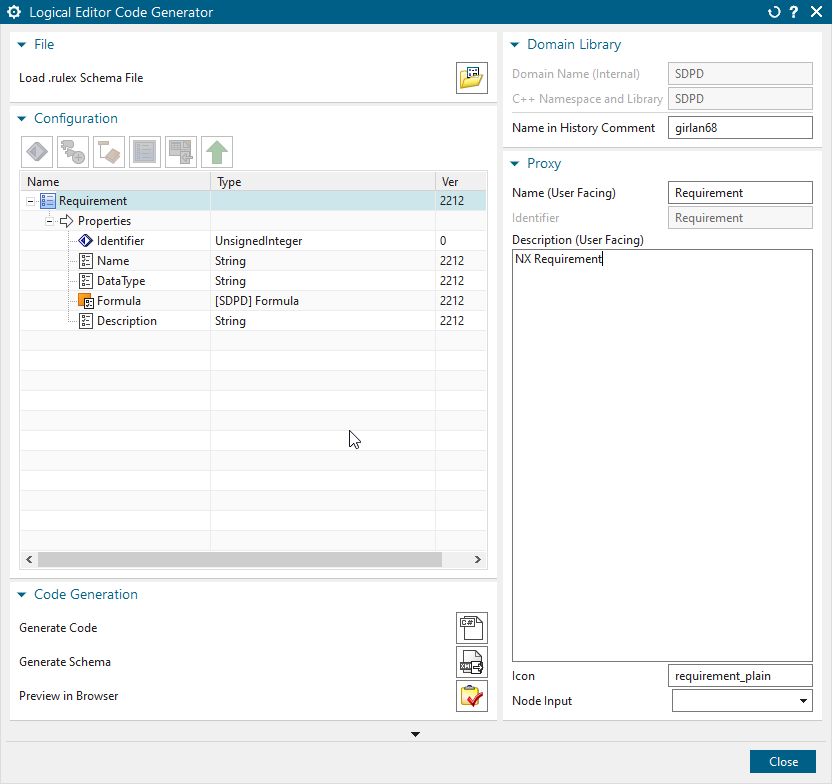 Logical Editor Code Generator
File
Load .rulex Schema File
Configuration
Name Type Ver
Requirement 2212
Properties
Identifier UnsignedInteger 0
Name String 2212
DataType String 2212
Formula [SDPD] Formula 2212
Description String 2212
Code Generation
Generate Code
C#
Generate Schema
Preview in Browser
Domain Library
Domain Name (Internal) SDPD
C++ Namespace and Library SDPD
Name in History Comment girlan68
Proxy
Name (User Facing) Requirement
Identifier Requirement
Description (User Facing)
NX Requirement
Icon requirement_plain
Node Input
Close